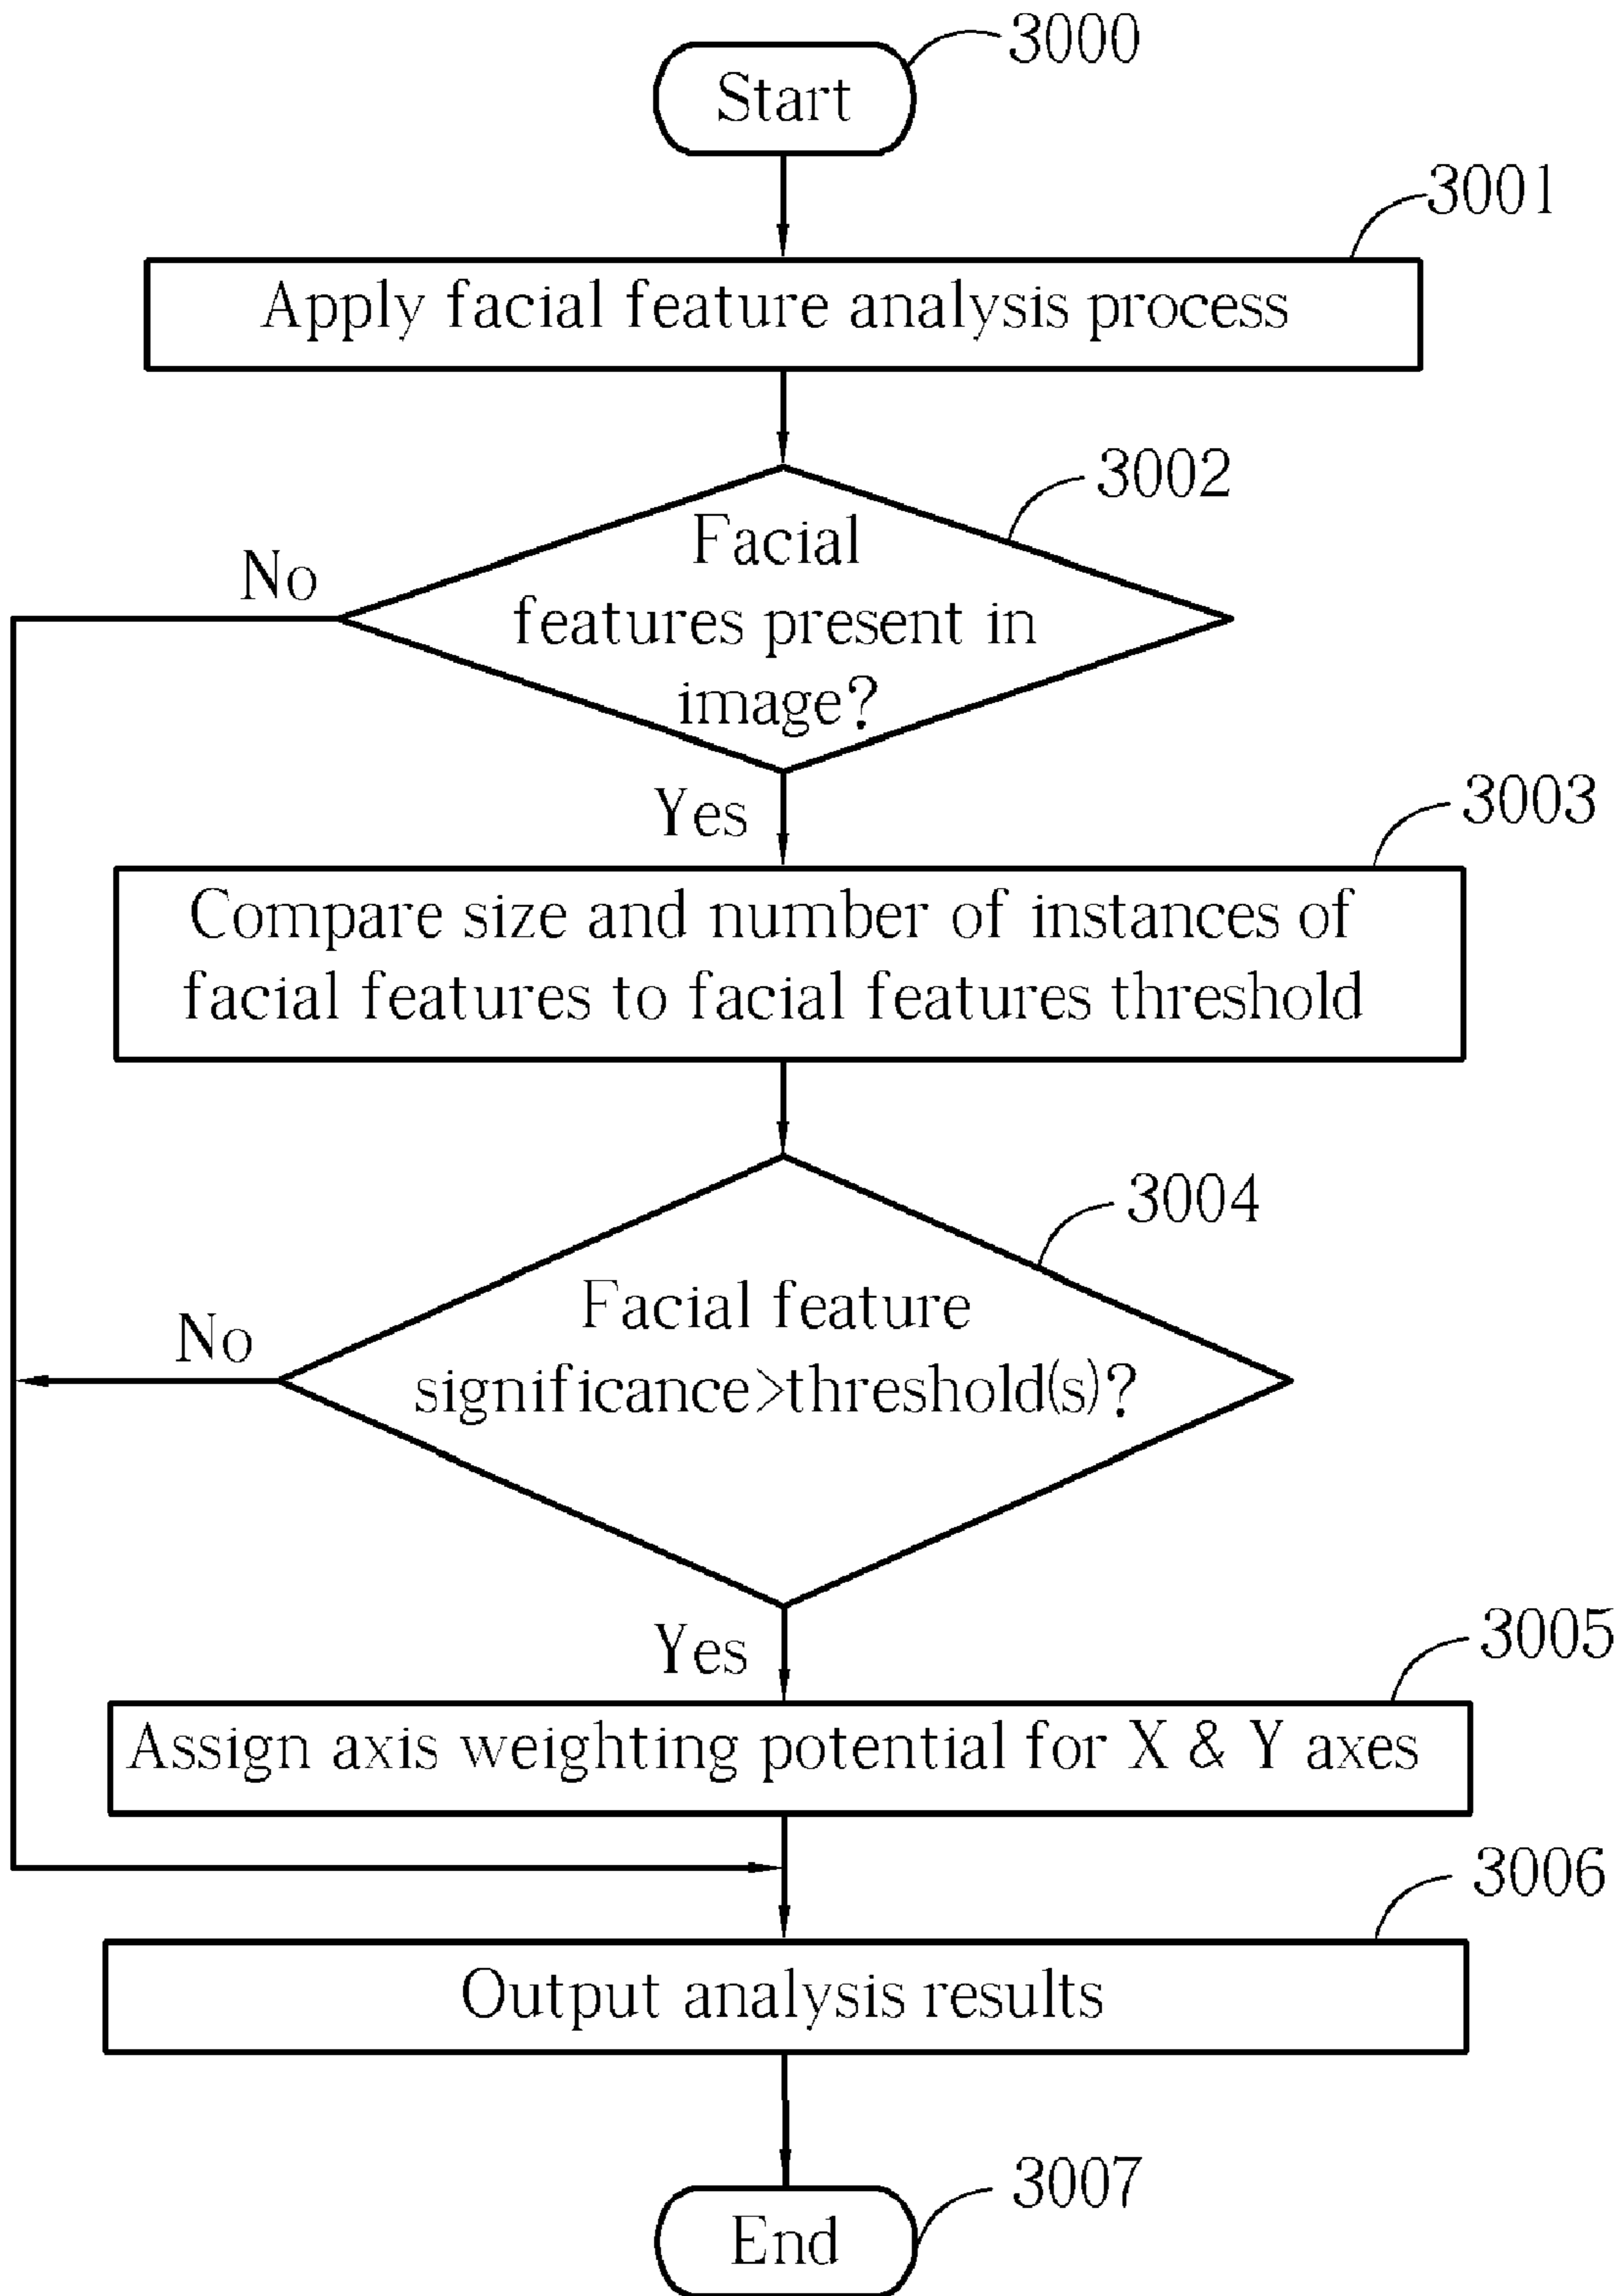 3000
Start
3001
Apply facial feature analysis process
3002
Facial
features present in
image?
No
Yes
3003
Compare size and number of instances of
facial features to facial features threshold
3004
Facial feature
significance>threshold(s)?
No
Yes
3005
Assign axis weighting potential for X & Y axes
3006
Output analysis results
3007
End